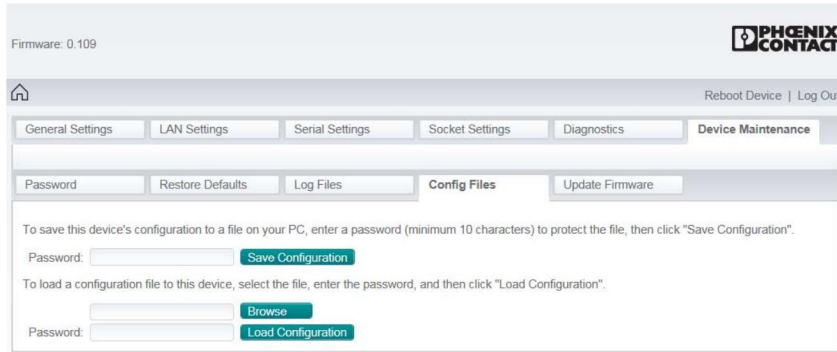 Firmware: 0.109
PHŒNIX
CONTACT
Reboot Device | Log Ou
General Settings LAN Settings Serial Settings Socket Settings Diagnostics Device Maintenance
Password Restore Defaults Log Files Config Files Update Firmware
To save this device's configuration to a file on your PC, enter a password (minimum 10 characters) to protect the file, then click "Save Configuration".
Password: Save Configuration
To load a configuration file to this device, select the file, enter the password, and then click "Load Configuration".
Browse
Password: Load Configuration